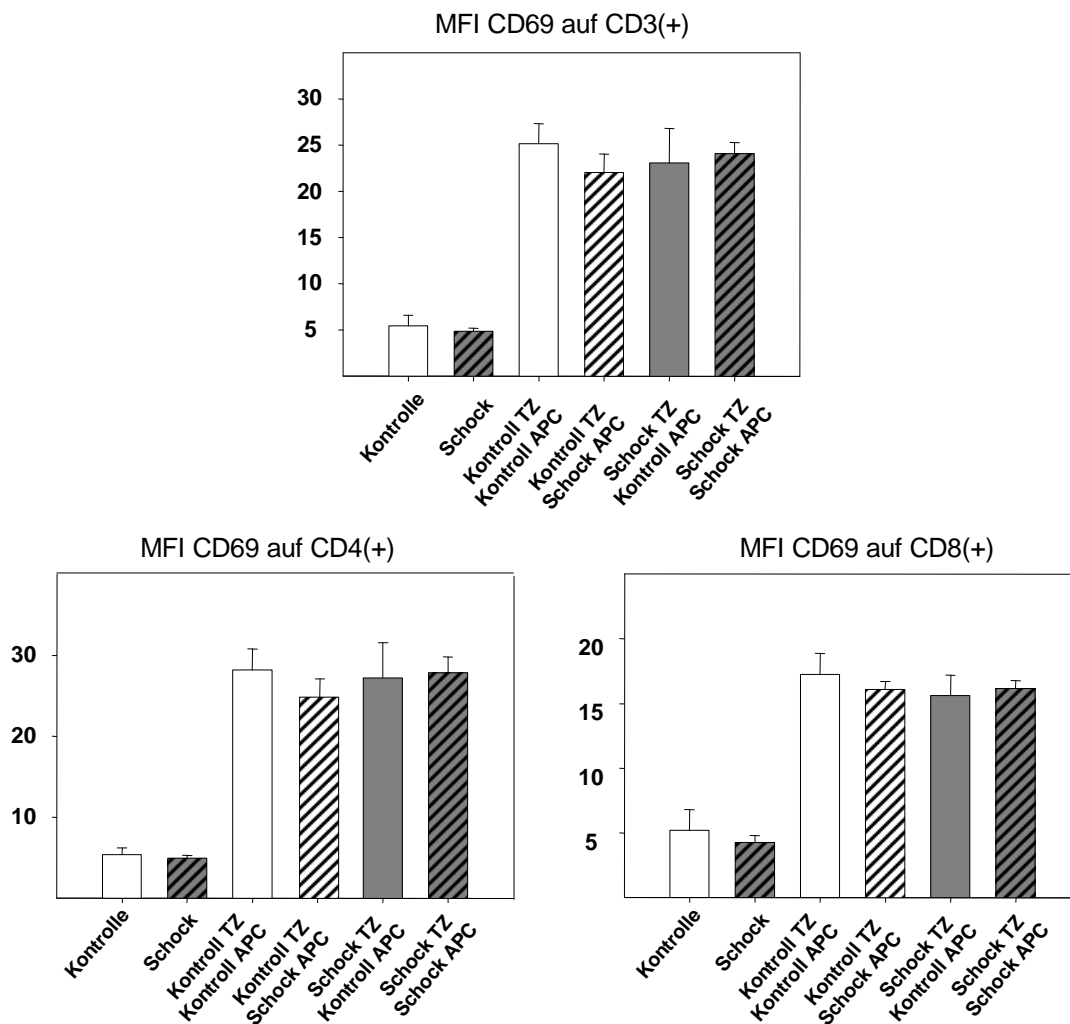 MFI CD69 auf CD3(+)
30
25
20
15
10
5
Kontrolle
Schock
Kontroll TZ
Kontroll APC
Kontroll TZ
Schock APC
Schock TZ
Kontroll APC
Schock TZ
Schock APC
MFI CD69 auf CD4(+)
30
20
10
Kontrolle
Schock
Kontroll TZ
Kontroll APC
Kontroll TZ
Schock APC
Schock TZ
Kontroll APC
Schock TZ
Schock APC
MFI CD69 auf CD8(+)
20
15
10
5
Kontrolle
Schock
Kontroll TZ
Kontroll APC
Kontroll TZ
Schock APC
Schock TZ
Kontroll APC
Schock TZ
Schock APC